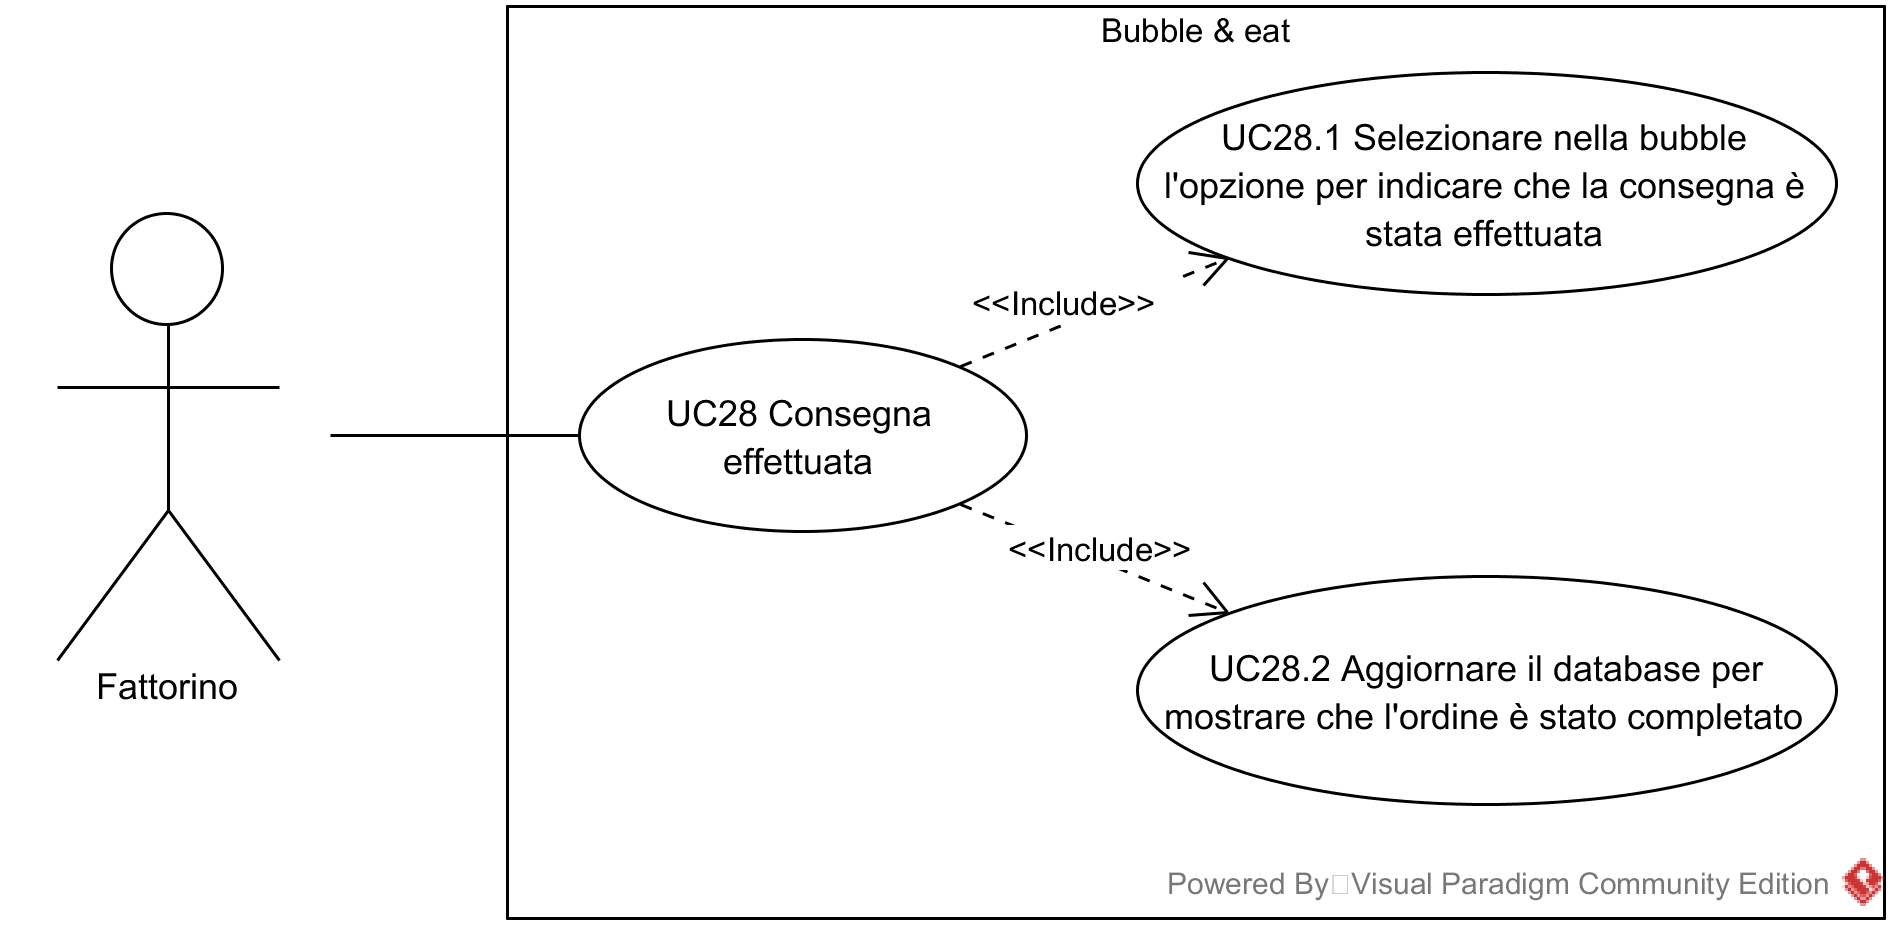 Bubble & eat
UC28.1 Selezionare nella bubble
l'opzione per indicare che la consegna è
stata effettuata
<<Include>>
UC28 Consegna
effettuata
<<Include>>
UC28.2 Aggiornare il database per
mostrare che l'ordine è stato completato
Fattorino
Powered By Visual Paradigm Community Edition